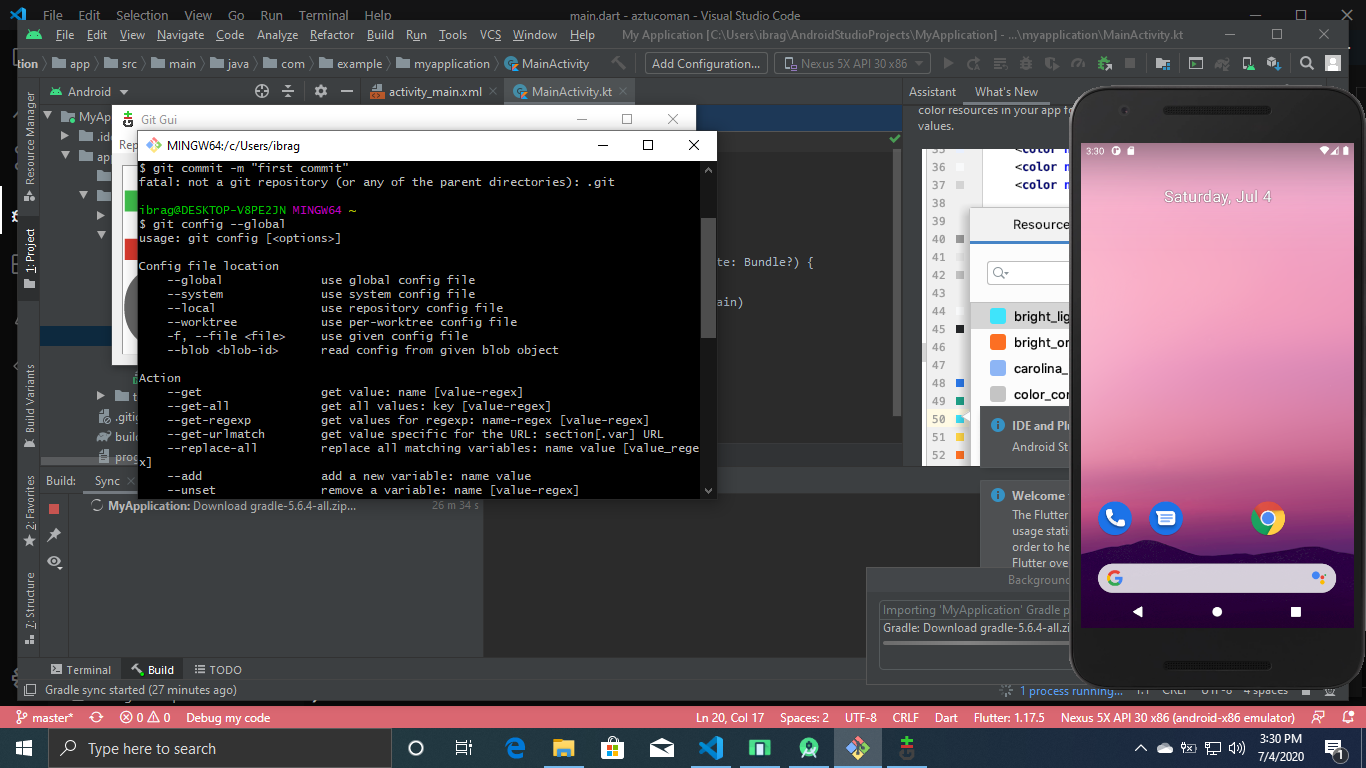 File Edit Selection View Go Run Terminal Help main.dart - aztucoman - Visual Studio Code
File Edit View Navigate Code Analyze Refactor Build Run Tools VCS Window Help My Application [C:\Users\ibrag\AndroidStudioProjects\MyApplication] - ...\myapplication\MainActivity.kt
tion app src main java com example myapplication MainActivity Add Configuration... Nexus 5X API 30 x86
Android activity_main.xml MainActivity.kt Assistant What's New
color resources in your app fo
values.
Resource Manager
1: Project
Build Variants
2: Favorites
7: Structure
MyAp
.ide
ap
.gitig
build
prog
Git Gui
Rep
MINGW64:/c/Users/ibrag
$ git commit -m "first commit"
fatal: not a git repository (or any of the parent directories): .git
ibrag@DESKTOP-V8PE2JN MINGW64 ~
$ git config --global
usage: git config [<options>]
Config file location
--global use global config file
--system use system config file
--local use repository config file
--worktree use per-worktree config file
-f, --file <file> use given config file
--blob <blob-id> read config from given blob object
Action
--get get value: name [value-regex]
--get-all get all values: key [value-regex]
--get-regexp get values for regexp: name-regex [value-regex]
--get-urlmatch get value specific for the URL: section[.var] URL
--replace-all replace all matching variables: name value [value_rege
x]
--add add a new variable: name value
--unset remove a variable: name [value-regex]
te: Bundle?) {
ain)
35 <color n
36 <color n
37 <color n
38
39
40
41
42
43
44
45
46
47
48
49
50
51
52
Resource
bright_lig
bright_or
carolina_
color_cor
IDE and Plu
Android St
Welcome
The Flutter
usage stati
order to he
Flutter ove
Background
Importing 'MyApplication' Gradle p
Gradle: Download gradle-5.6.4-all.zi
3:30
Saturday, Jul 4
Build: Sync
MyApplication: Download gradle-5.6.4-all.zip... 26 m 34 s
Terminal Build TODO
Gradle sync started (27 minutes ago) 1 process running... 1:1 CRLF UTF-8 4 spaces
master* 0 0 Debug my code Ln 20, Col 17 Spaces: 2 UTF-8 CRLF Dart Flutter: 1.17.5 Nexus 5X API 30 x86 (android-x86 emulator)
Type here to search
3:30 PM
7/4/2020
1